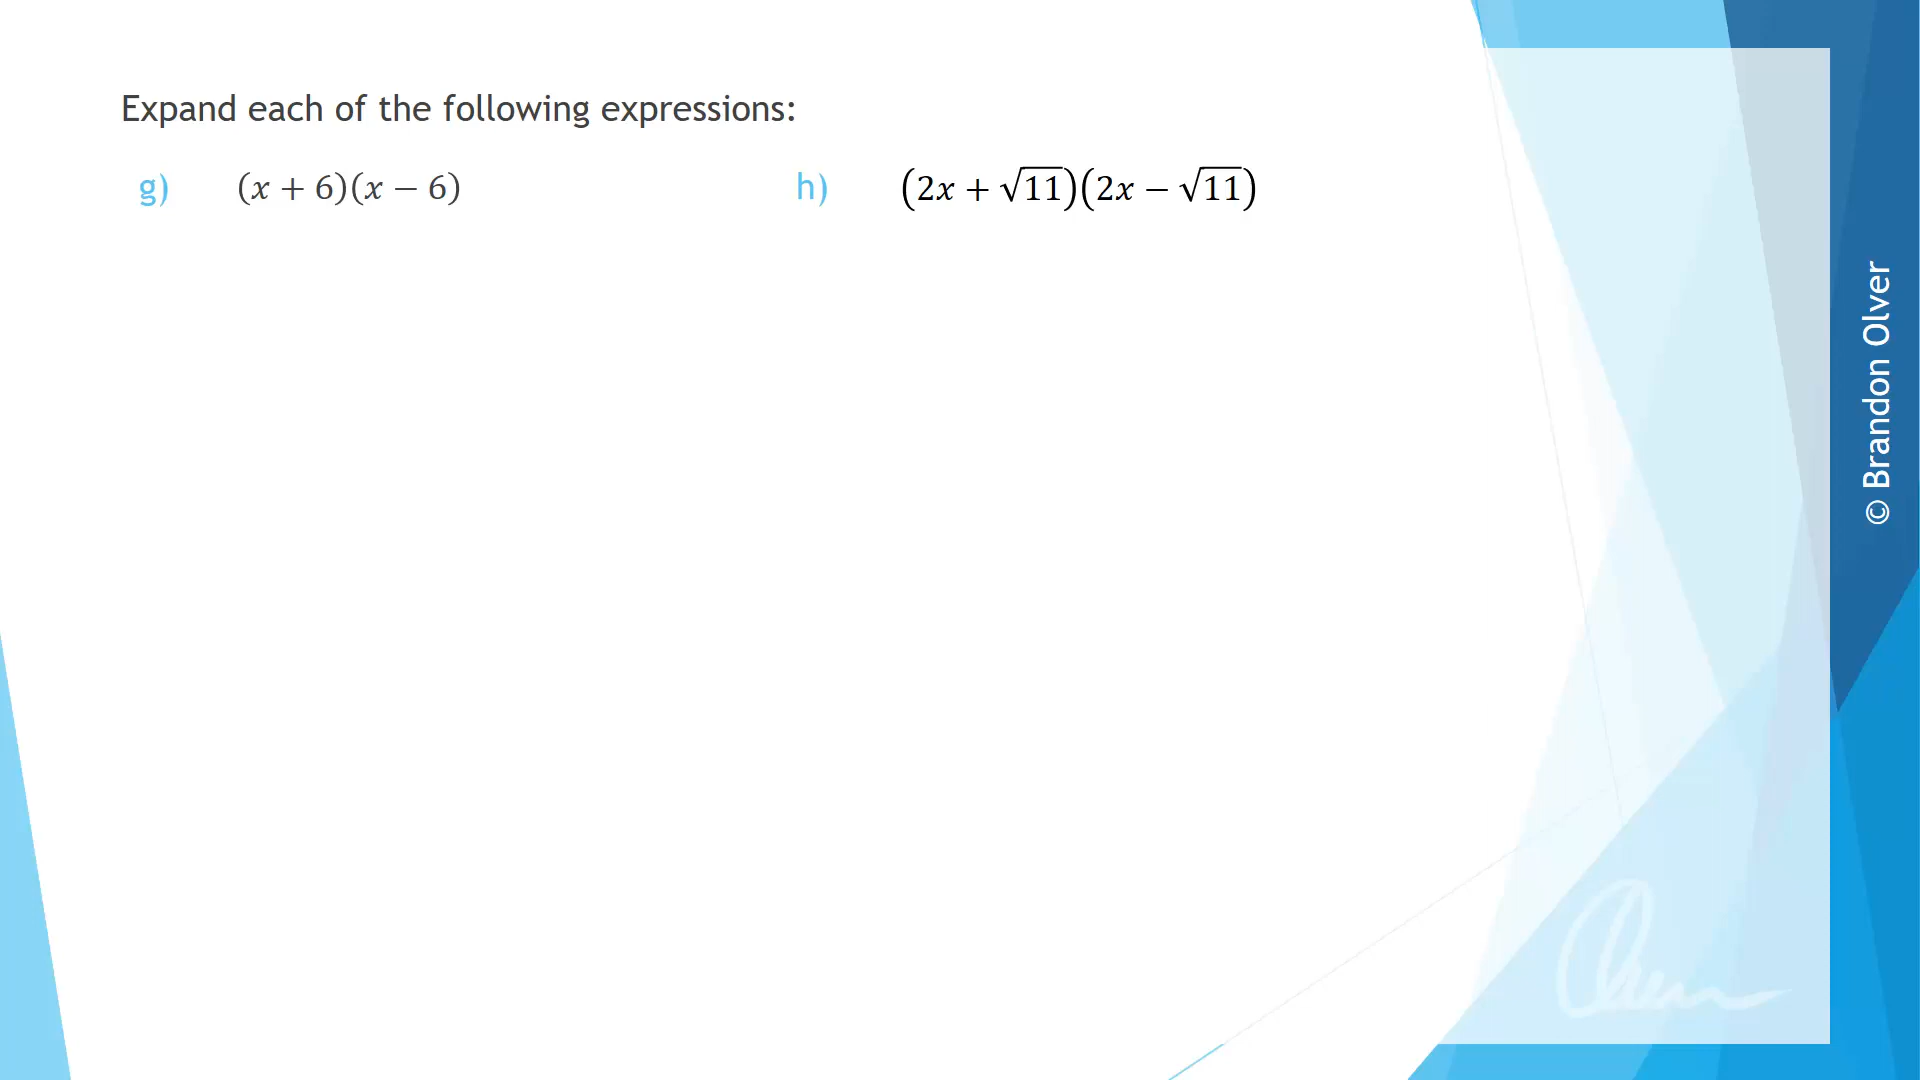 Expand each of the following expressions:
g) (x + 6)(x − 6)
h) (2x + √11)(2x − √11)
© Brandon Olver